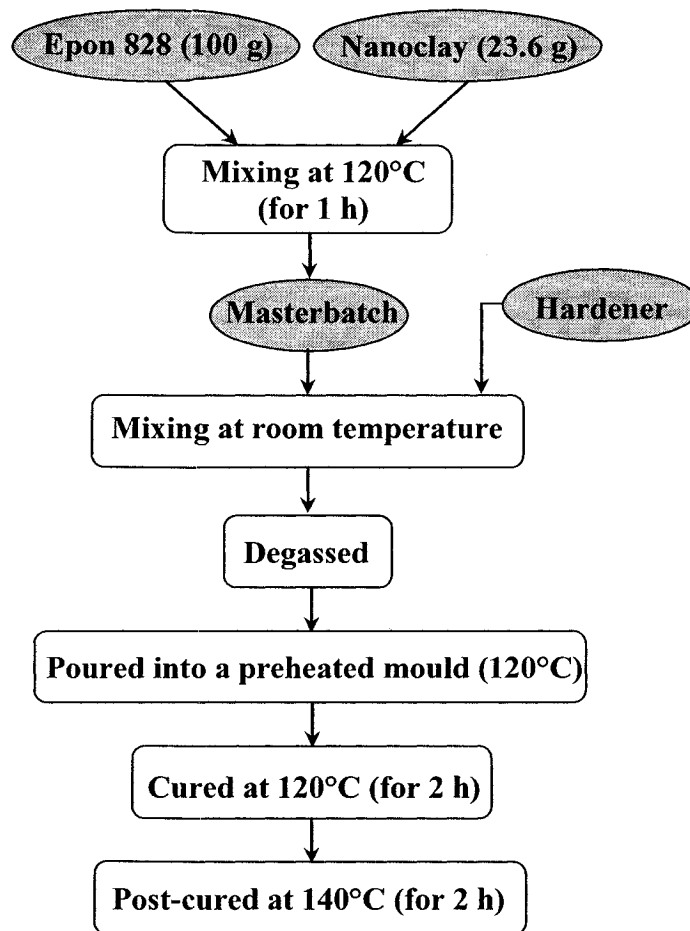 Epon 828 (100 g)
Nanoclay (23.6 g)
Mixing at 120°C
(for 1 h)
Masterbatch
Hardener
Mixing at room temperature
Degassed
Poured into a preheated mould (120°C)
Cured at 120°C (for 2 h)
Post-cured at 140°C (for 2 h)